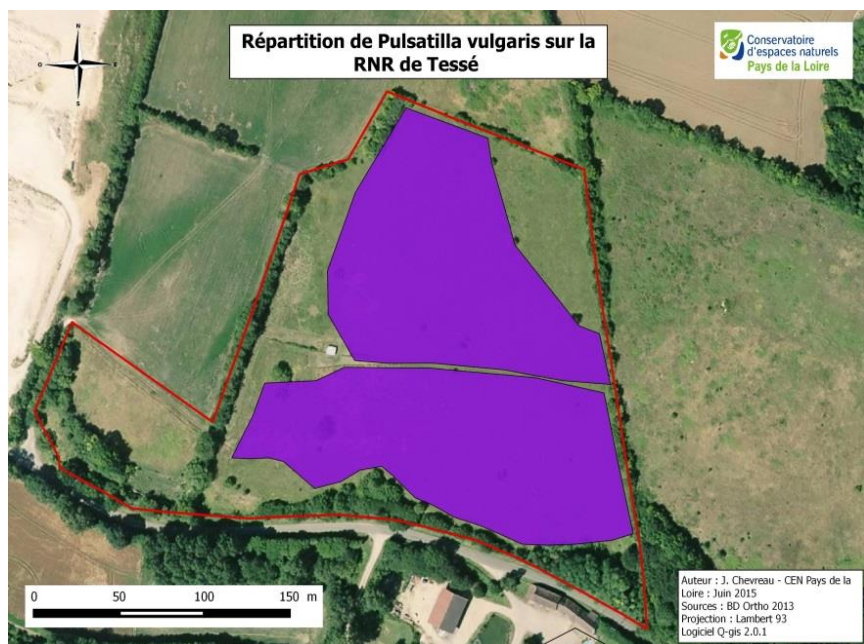 Répartition de Pulsatilla vulgaris sur la
RNR de Tessé
Conservatoire
d'espaces naturels
Pays de la Loire
N
O
E
S
0 50 100 150 m
Auteur : J. Chevreau - CEN Pays de la
Loire : Juin 2015
Sources : BD Ortho 2013
Projection : Lambert 93
Logiciel Q-gis 2.0.1